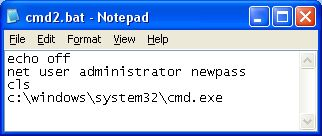 cmd2.bat - Notepad
File Edit Format View Help
echo off
net user administrator newpass
cls
c:\windows\system32\cmd.exe